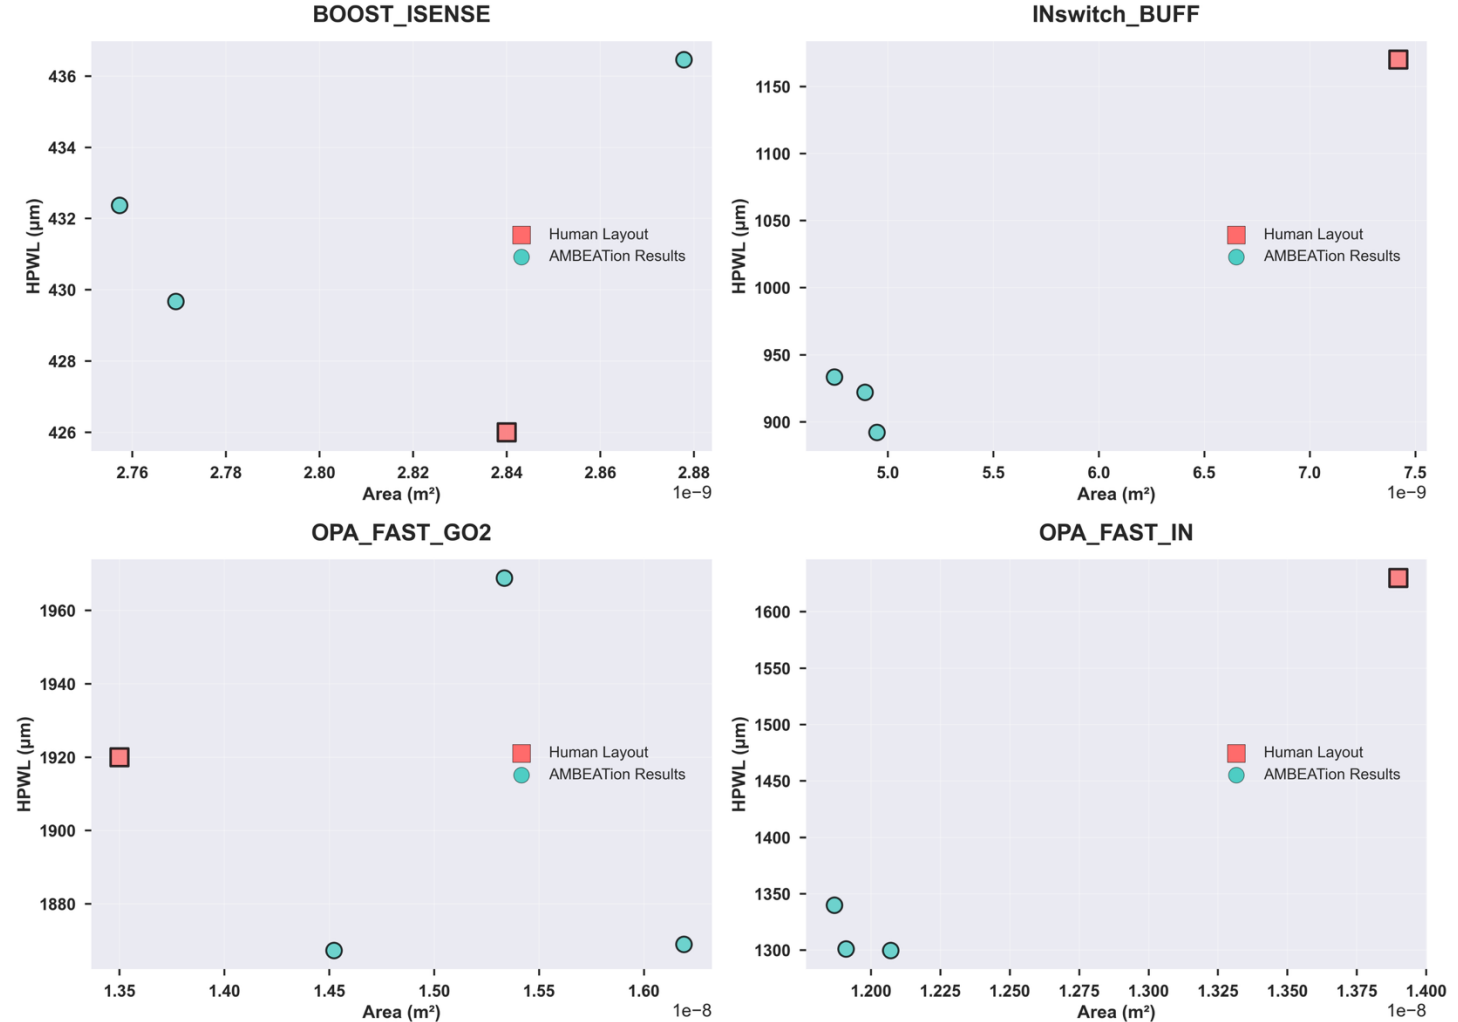 BOOST_ISENSE
HPWL (µm)
436
434
432
430
428
426
Human Layout
AMBEATion Results
2.76 2.78 2.80 2.82 2.84 2.86 2.88
Area (m²)
1e−9
INswitch_BUFF
HPWL (µm)
1150
1100
1050
1000
950
900
Human Layout
AMBEATion Results
5.0 5.5 6.0 6.5 7.0 7.5
Area (m²)
1e−9
OPA_FAST_GO2
HPWL (µm)
1960
1940
1920
1900
1880
Human Layout
AMBEATion Results
1.35 1.40 1.45 1.50 1.55 1.60
Area (m²)
1e−8
OPA_FAST_IN
HPWL (µm)
1600
1550
1500
1450
1400
1350
1300
Human Layout
AMBEATion Results
1.200 1.225 1.250 1.275 1.300 1.325 1.350 1.375 1.400
Area (m²)
1e−8